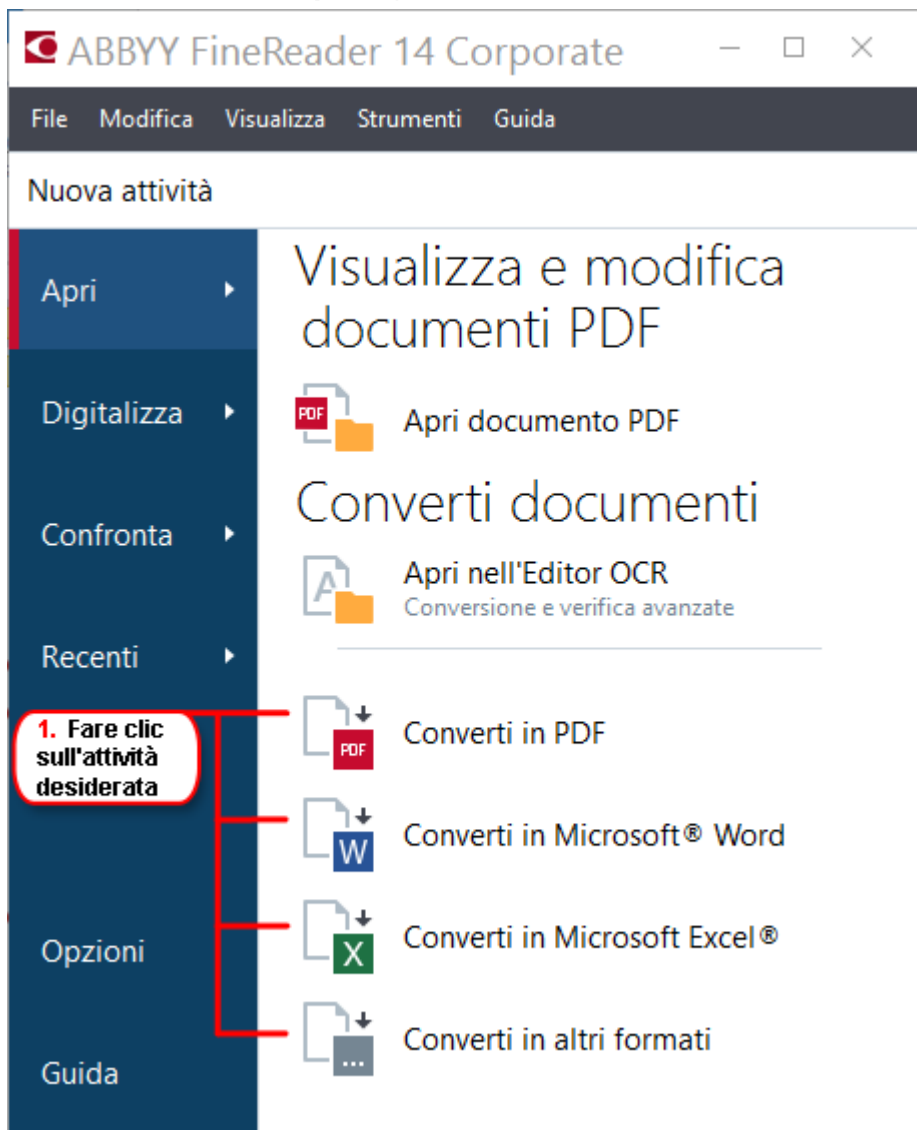 ABBYY FineReader 14 Corporate
File Modifica Visualizza Strumenti Guida
Nuova attività
Apri
Digitalizza
Confronta
Recenti
1. Fare clic
sull'attività
desiderata
Opzioni
Guida
Visualizza e modifica
documenti PDF
PDF
Apri documento PDF
Converti documenti
A
Apri nell'Editor OCR
Conversione e verifica avanzate
PDF
Converti in PDF
W
Converti in Microsoft® Word
X
Converti in Microsoft Excel®
...
Converti in altri formati